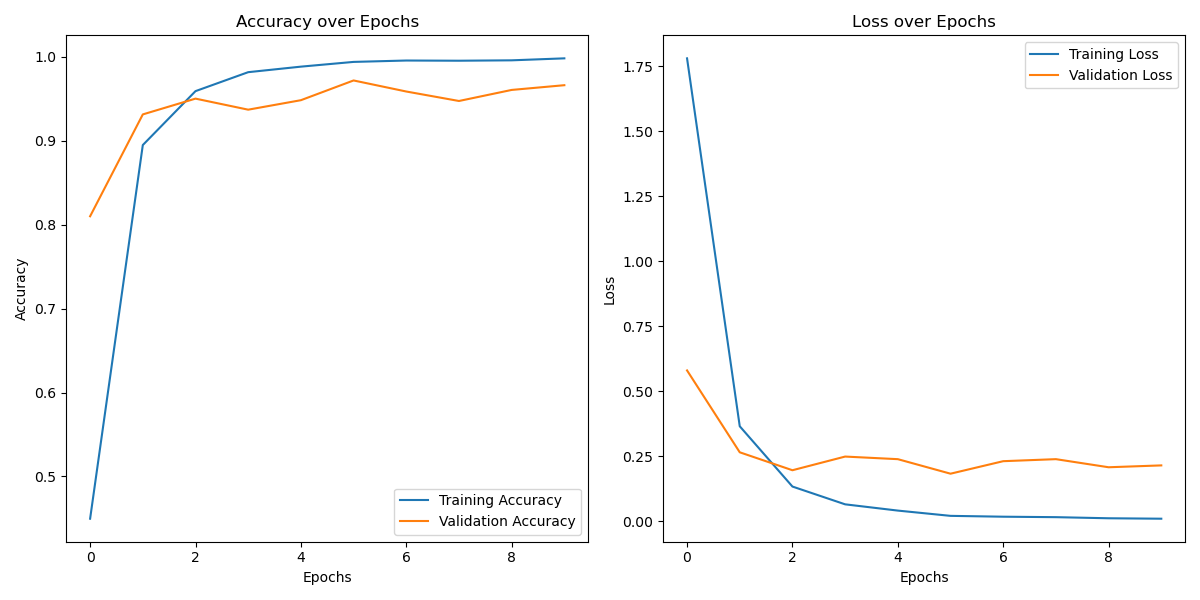 Accuracy over Epochs
1.0
0.9
0.8
0.7
0.6
0.5
Accuracy
Training Accuracy
Validation Accuracy
0 2 4 6 8
Epochs
Loss over Epochs
Training Loss
Validation Loss
1.75
1.50
1.25
1.00
0.75
0.50
0.25
0.00
Loss
0 2 4 6 8
Epochs